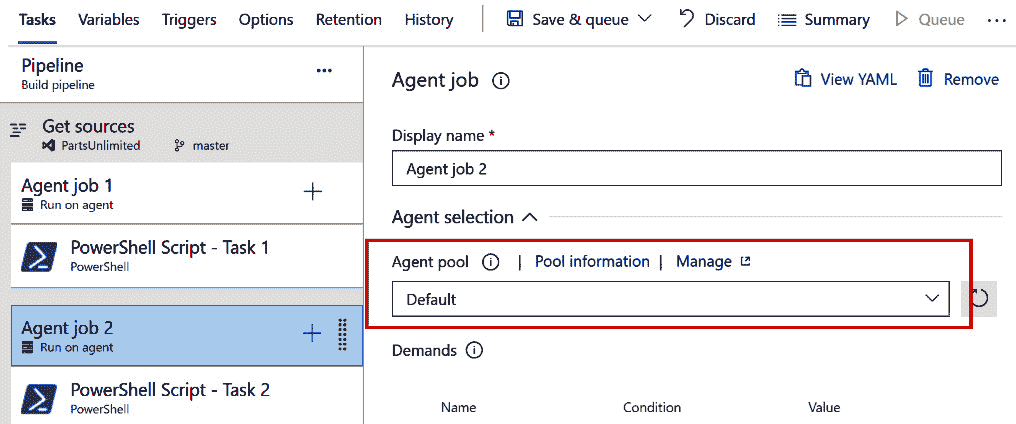 Tasks Variables Triggers Options Retention History Save & queue Discard Summary Queue ...
Pipeline ...
Build pipeline
Get sources
PartsUnlimited master
Agent job 1
Run on agent
PowerShell Script - Task 1
PowerShell
Agent job 2
Run on agent
PowerShell Script - Task 2
PowerShell
Agent job View YAML Remove
Display name *
Agent job 2
Agent selection
Agent pool | Pool information | Manage
Default
Demands
Name Condition Value